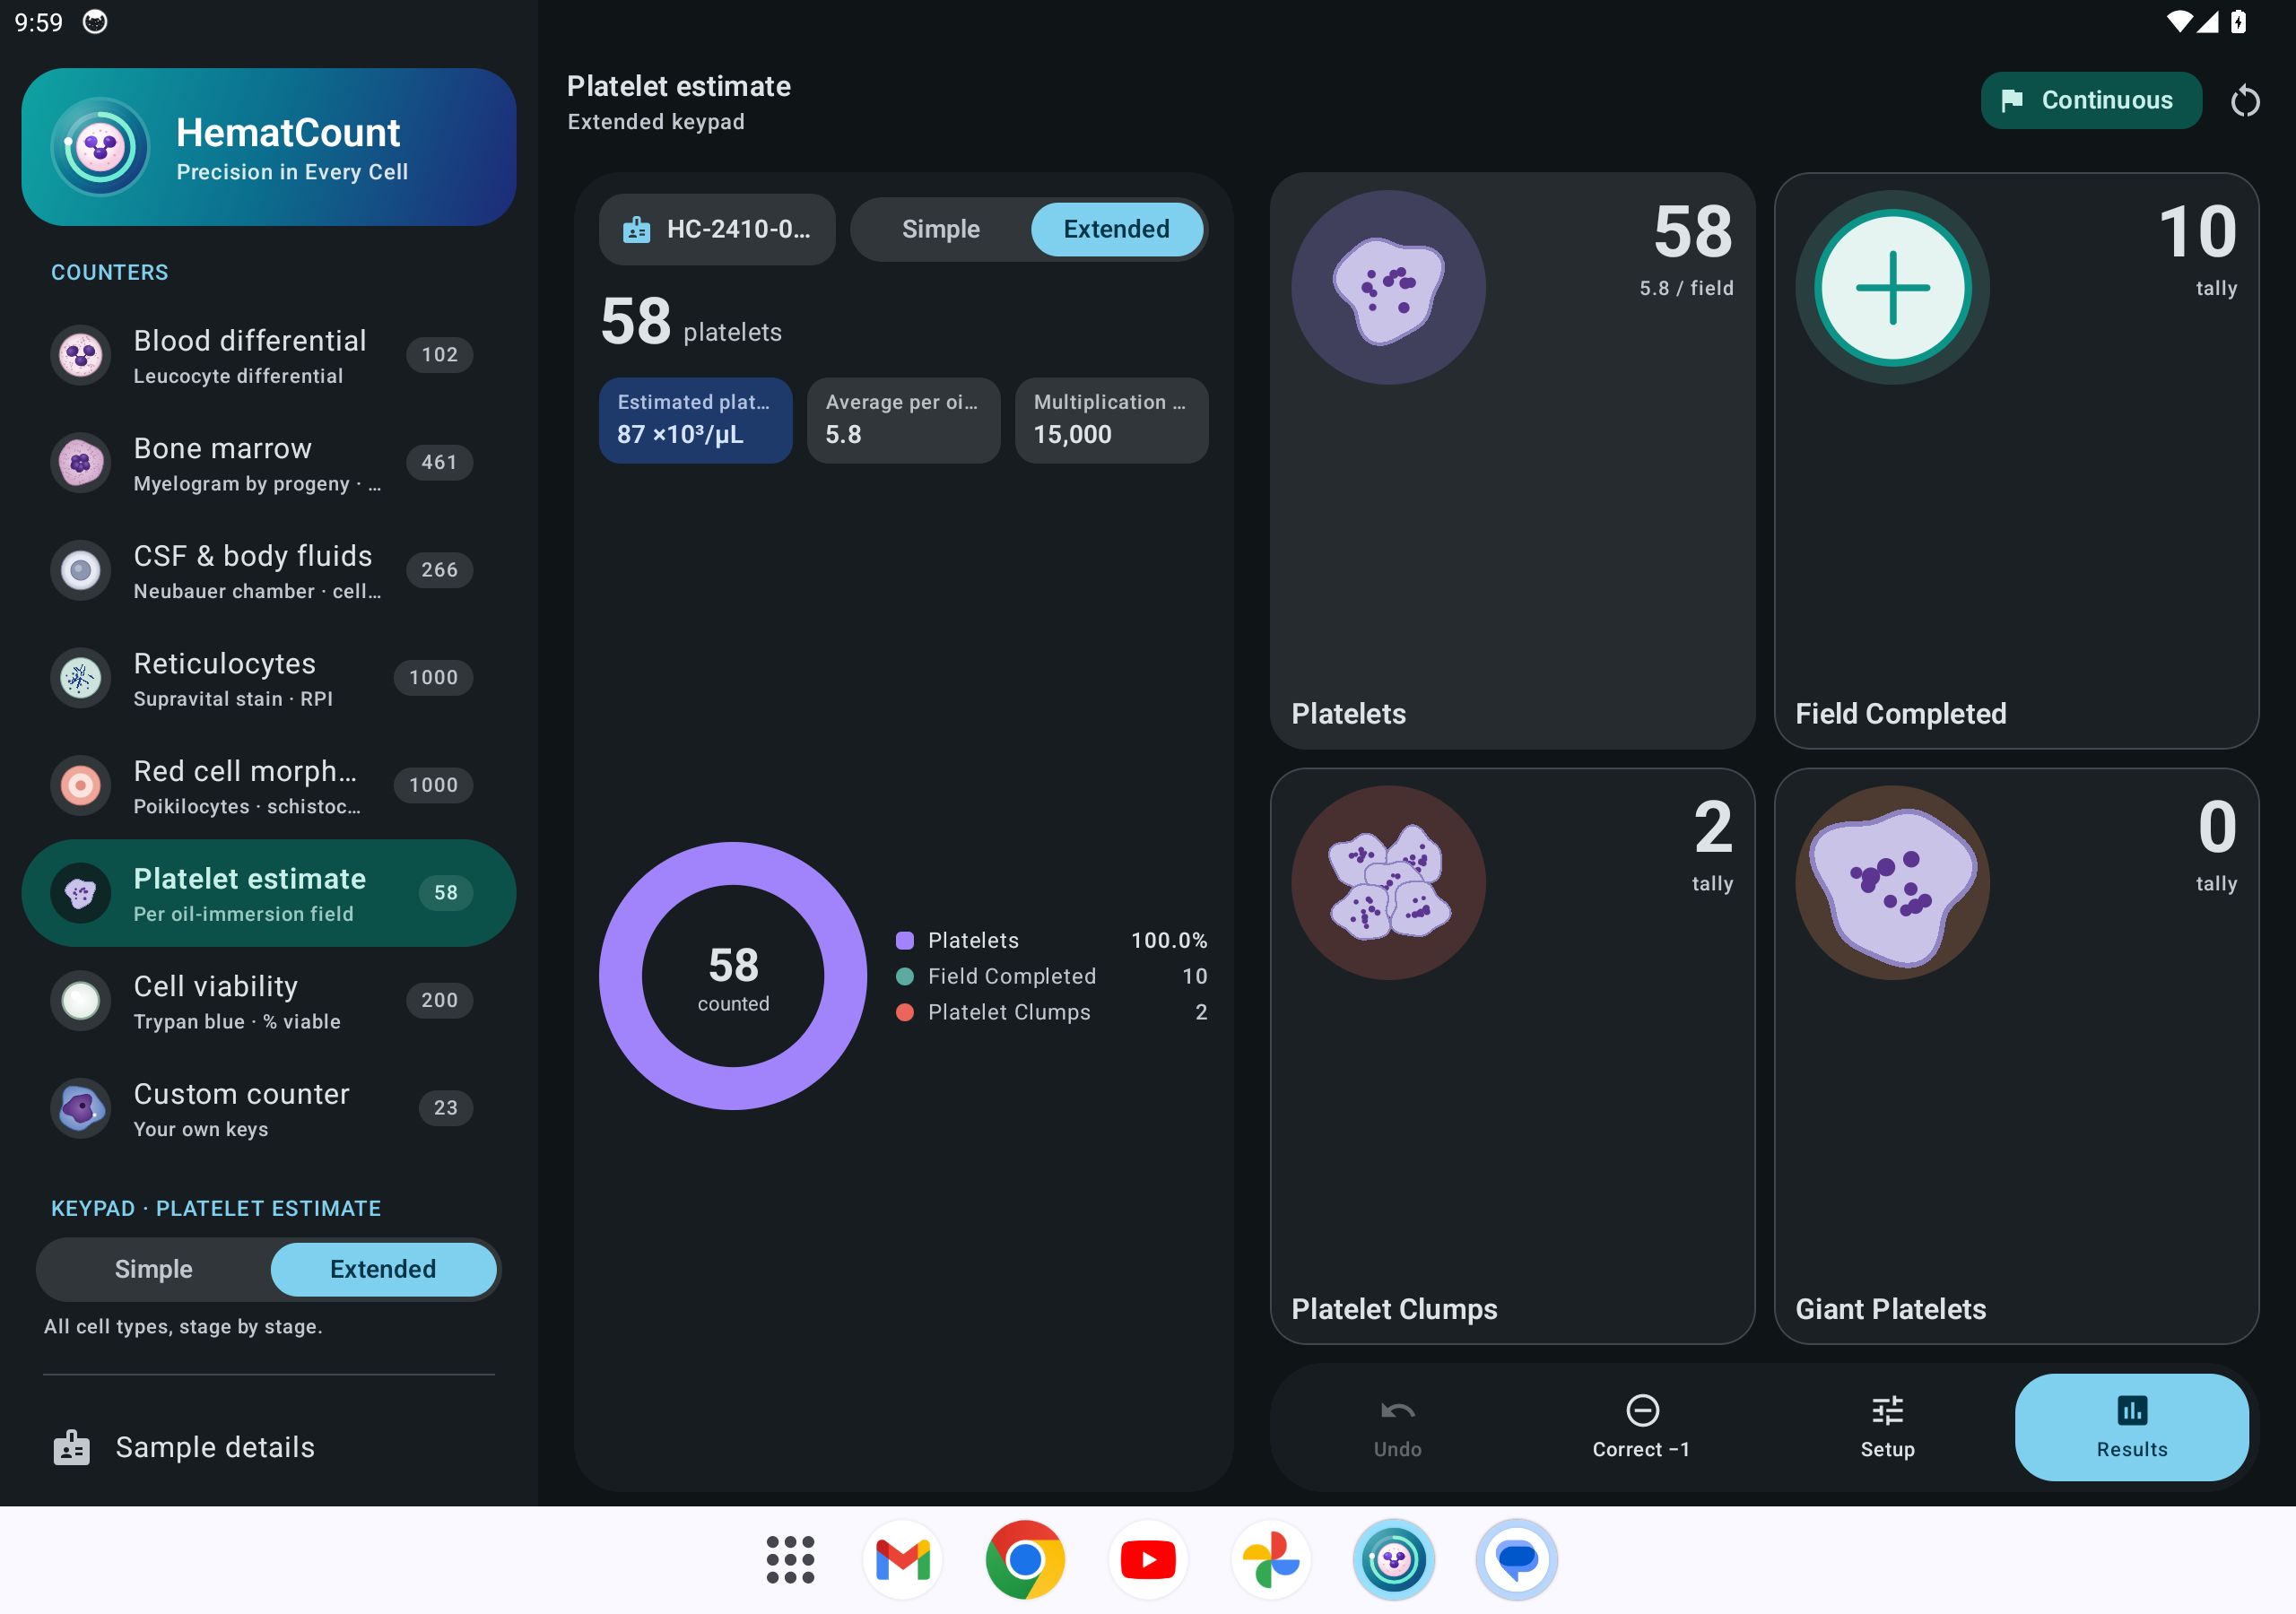 9:59
HematCount
Precision in Every Cell
COUNTERS
Blood differential
Leucocyte differential
102
Bone marrow
Myelogram by progeny · …
461
CSF & body fluids
Neubauer chamber · cell…
266
Reticulocytes
Supravital stain · RPI
1000
Red cell morph…
Poikilocytes · schistoc…
1000
Platelet estimate
Per oil-immersion field
58
Cell viability
Trypan blue · % viable
200
Custom counter
Your own keys
23
KEYPAD · PLATELET ESTIMATE
Simple
Extended
All cell types, stage by stage.
Sample details
Platelet estimate
Extended keypad
Continuous
HC-2410-0…
Simple
Extended
58 platelets
Estimated plat…
87 ×10³/µL
Average per oi…
5.8
Multiplication …
15,000
58
counted
Platelets 100.0%
Field Completed 10
Platelet Clumps 2
58
5.8 / field
Platelets
10
tally
Field Completed
2
tally
Platelet Clumps
0
tally
Giant Platelets
Undo
Correct −1
Setup
Results